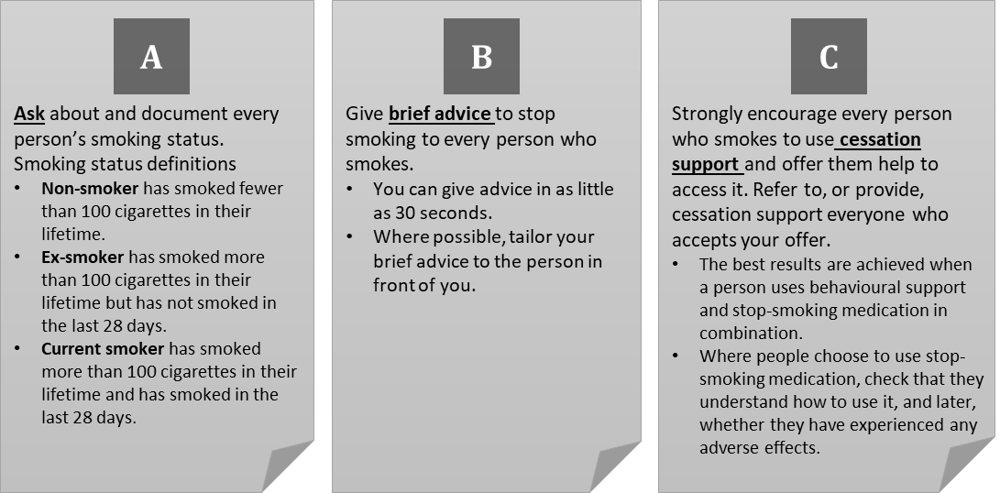 A
Ask about and document every
person’s smoking status.
Smoking status definitions
• Non-smoker has smoked fewer
than 100 cigarettes in their
lifetime.
• Ex-smoker has smoked more
than 100 cigarettes in their
lifetime but has not smoked in
the last 28 days.
• Current smoker has smoked
more than 100 cigarettes in their
lifetime and has smoked in the
last 28 days.
B
Give brief advice to stop
smoking to every person who
smokes.
• You can give advice in as little
as 30 seconds.
• Where possible, tailor your
brief advice to the person in
front of you.
C
Strongly encourage every person
who smokes to use cessation
support and offer them help to
access it. Refer to, or provide,
cessation support everyone who
accepts your offer.
• The best results are achieved when
a person uses behavioural support
and stop-smoking medication in
combination.
• Where people choose to use stop-
smoking medication, check that they
understand how to use it, and later,
whether they have experienced any
adverse effects.